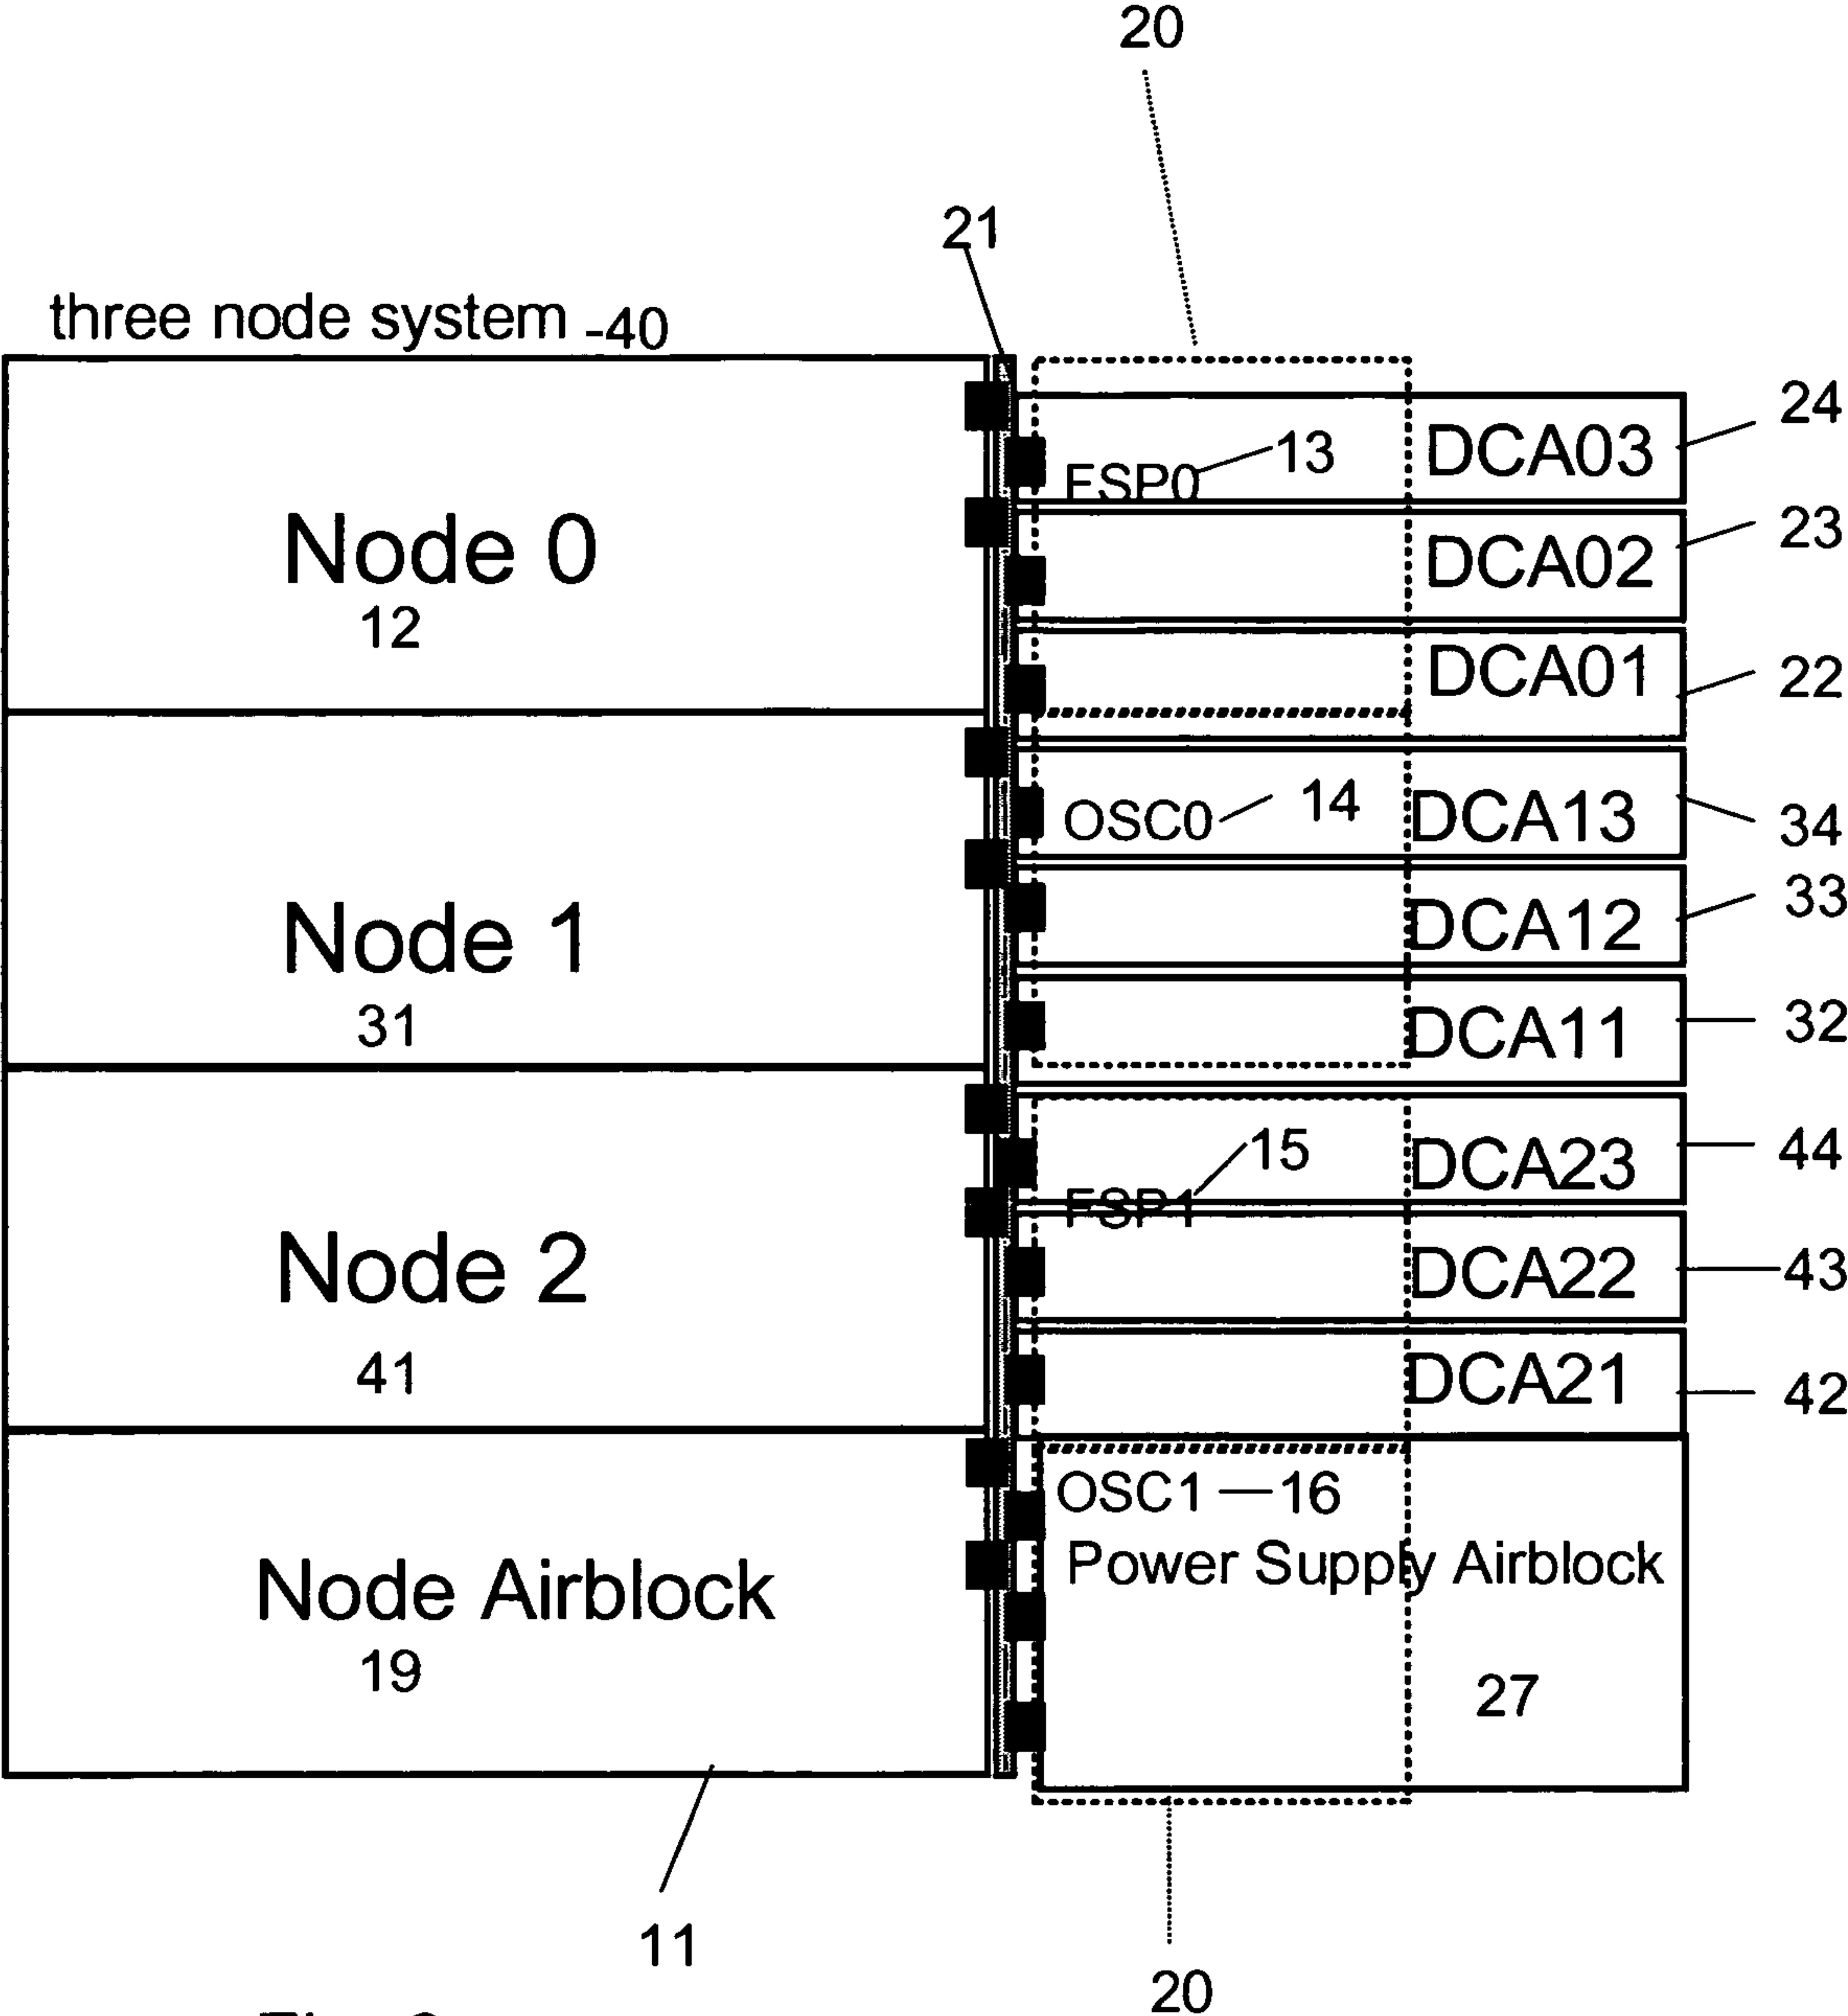 20
21
three node system -40
24
FSP0 13 DCA03
23
Node 0 DCA02
12
DCA01 22
OSC0 14 DCA13 34
33
Node 1 DCA12
31
DCA11 32
15 DCA23 44
FSP1
Node 2 DCA22 43
41
DCA21 42
OSC1 16
Power Supply Airblock
Node Airblock
19
27
11
20